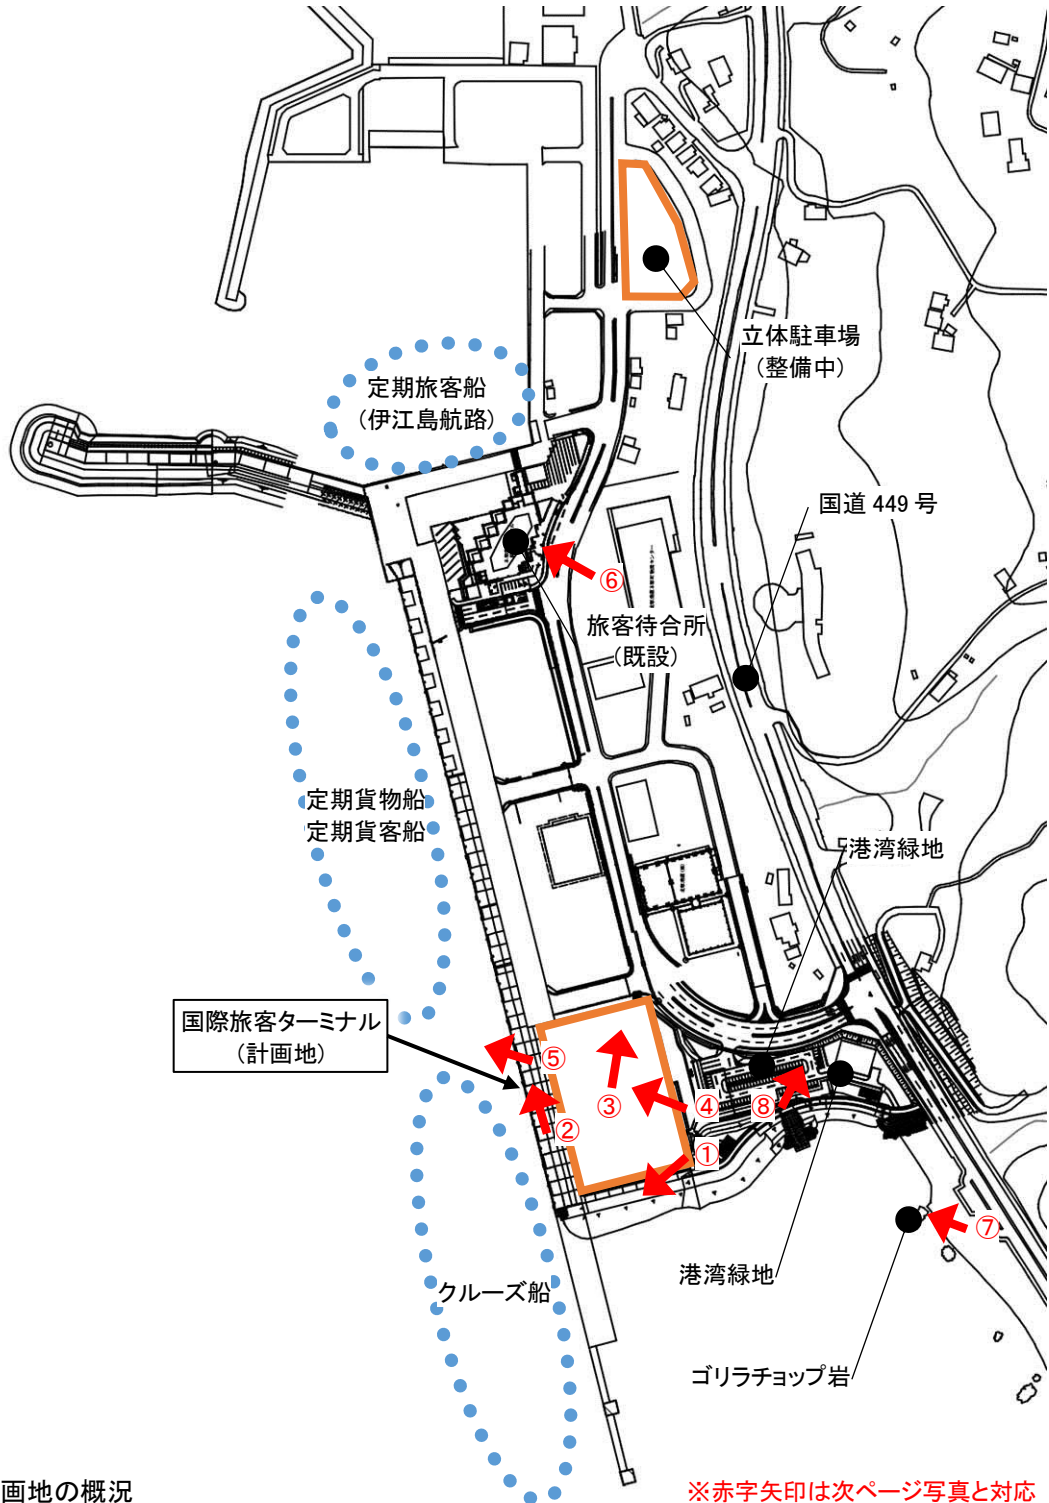 立体駐車場
（整備中）
定期旅客船
（伊江島航路）
国道 449 号
⑥
旅客待合所
（既設）
定期貨物船
定期貨客船
港湾緑地
国際旅客ターミナル
（計画地）
⑤
③
④
⑧
②
①
⑦
港湾緑地
クルーズ船
ゴリラチョップ岩
画地の概況
※赤字矢印は次ページ写真と対応